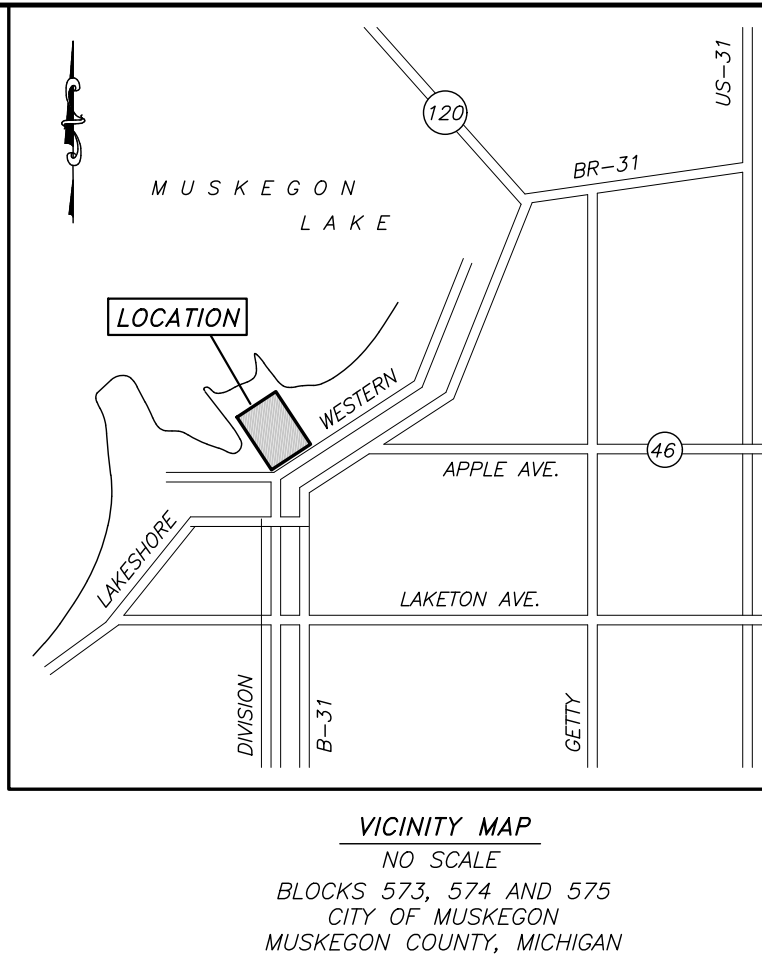 US-31
120
BR-31
MUSKEGON
LAKE
LOCATION
WESTERN
46
APPLE AVE.
LAKESHORE
LAKETON AVE.
DIVISION
B-31
GETTY
VICINITY MAP
NO SCALE
BLOCKS 573, 574 AND 575
CITY OF MUSKEGON
MUSKEGON COUNTY, MICHIGAN